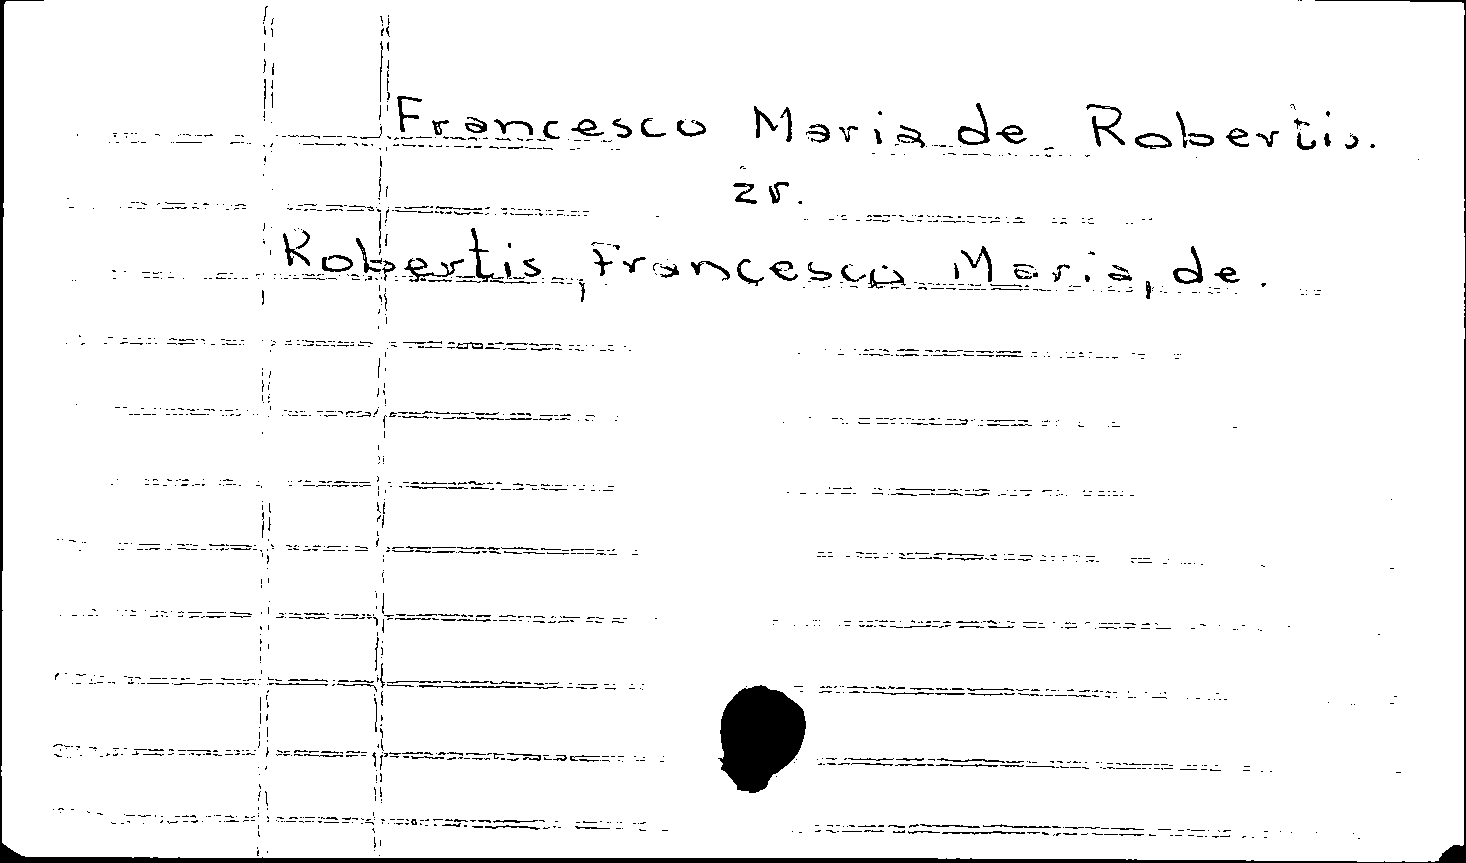 Francesco Maria de Robertis.
zr.
Robertis, Francesco Maria, de.